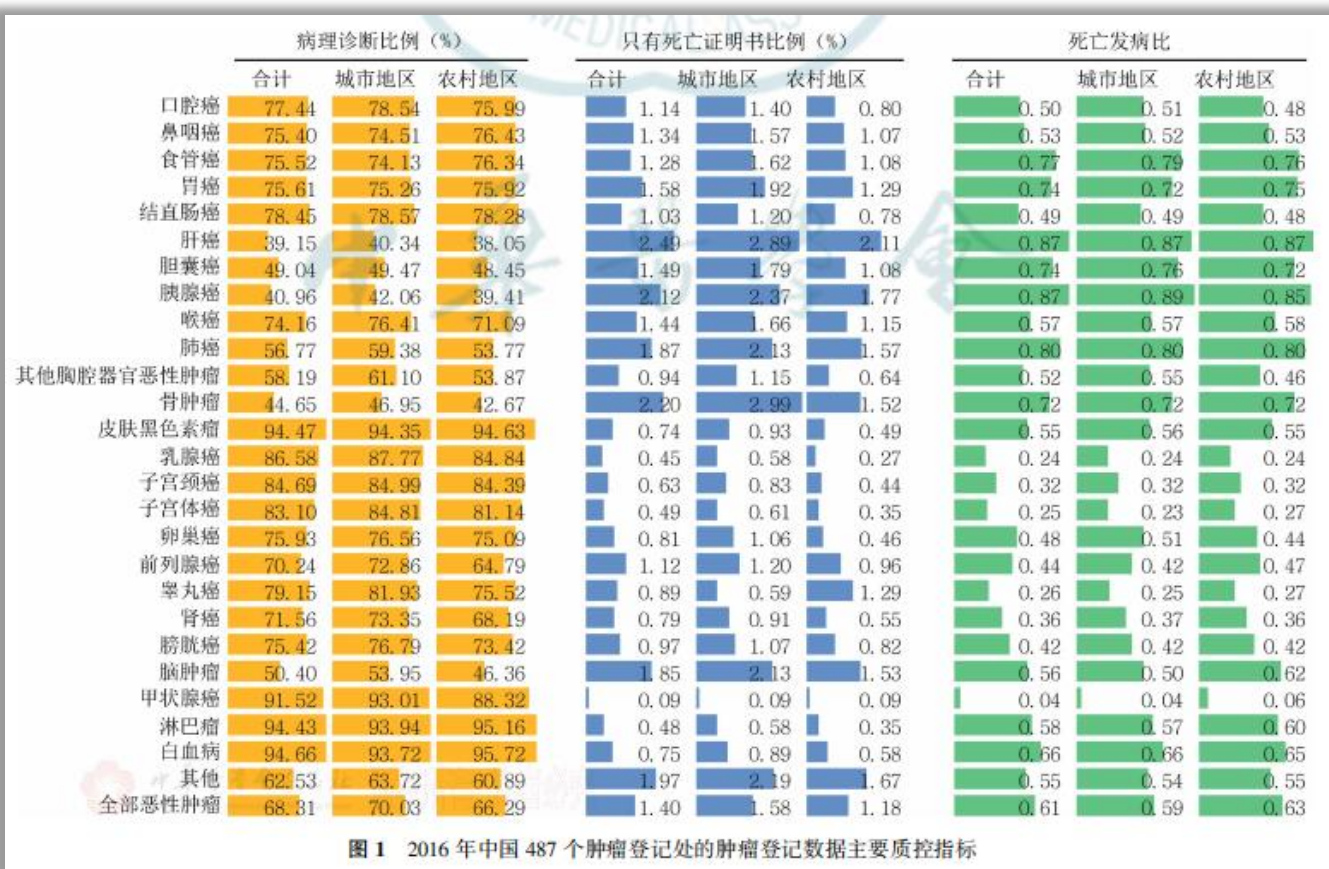 病理诊断比例（%） 只有死亡证明书比例（%） 死亡发病比
合计 城市地区 农村地区 合计 城市地区 农村地区 合计 城市地区 农村地区
口腔癌 77.44 78.54 75.99 1.14 1.40 0.80 0.50 0.51 0.48
鼻咽癌 75.40 74.51 76.43 1.34 1.57 1.07 0.53 0.52 0.53
食管癌 75.52 74.13 76.34 1.28 1.62 1.08 0.77 0.79 0.76
胃癌 75.61 75.26 75.92 1.58 1.92 1.29 0.74 0.72 0.75
结直肠癌 78.45 78.57 78.28 1.03 1.20 0.78 0.49 0.49 0.48
肝癌 39.15 40.34 38.05 2.49 2.89 2.11 0.87 0.87 0.87
胆囊癌 49.04 49.47 48.45 1.49 1.79 1.08 0.74 0.76 0.72
胰腺癌 40.96 42.06 39.41 2.12 2.37 1.77 0.87 0.89 0.85
喉癌 74.16 76.41 71.09 1.44 1.66 1.15 0.57 0.57 0.58
肺癌 56.77 59.38 53.77 1.87 2.13 1.57 0.80 0.80 0.80
其他胸腔器官恶性肿瘤 58.19 61.10 53.87 0.94 1.15 0.64 0.52 0.55 0.46
骨肿瘤 44.65 46.95 42.67 2.20 2.99 1.52 0.72 0.72 0.72
皮肤黑色素瘤 94.47 94.35 94.63 0.74 0.93 0.49 0.55 0.56 0.55
乳腺癌 86.58 87.77 84.84 0.45 0.58 0.27 0.24 0.24 0.24
子宫颈癌 84.69 84.99 84.39 0.63 0.83 0.44 0.32 0.32 0.32
子宫体癌 83.10 84.81 81.14 0.49 0.61 0.35 0.25 0.23 0.27
卵巢癌 75.93 76.56 75.09 0.81 1.06 0.46 0.48 0.51 0.44
前列腺癌 70.24 72.86 64.79 1.12 1.20 0.96 0.44 0.42 0.47
睾丸癌 79.15 81.93 75.52 0.89 0.59 1.29 0.26 0.25 0.27
肾癌 71.56 73.35 68.19 0.79 0.91 0.55 0.36 0.37 0.36
膀胱癌 75.42 76.79 73.42 0.97 1.07 0.82 0.42 0.42 0.42
脑肿瘤 50.40 53.95 46.36 1.85 2.13 1.53 0.56 0.50 0.62
甲状腺癌 91.52 93.01 88.32 0.09 0.09 0.09 0.04 0.04 0.06
淋巴瘤 94.43 93.94 95.16 0.48 0.58 0.35 0.58 0.57 0.60
白血病 94.66 93.72 95.72 0.75 0.89 0.58 0.66 0.66 0.65
其他 62.53 63.72 60.89 1.97 2.19 1.67 0.55 0.54 0.55
全部恶性肿瘤 68.31 70.03 66.29 1.40 1.58 1.18 0.61 0.59 0.63
图 1 2016 年中国 487 个肿瘤登记处的肿瘤登记数据主要质控指标